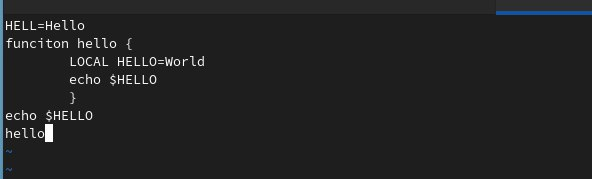 HELL=Hello
funciton hello {
        LOCAL HELLO=World
        echo $HELLO
        }
echo $HELLO
hello
~
~